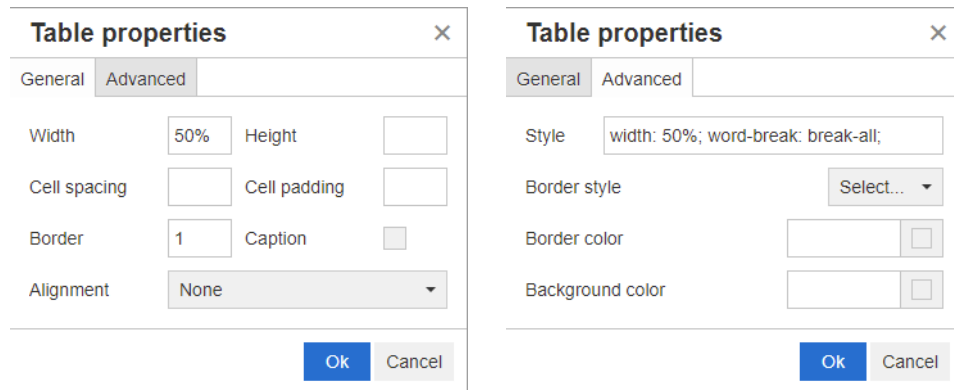 Table properties ×
General Advanced
Width 50% Height
Cell spacing Cell padding
Border 1 Caption
Alignment None
Ok Cancel
Table properties ×
General Advanced
Style width: 50%; word-break: break-all;
Border style Select...
Border color
Background color
Ok Cancel